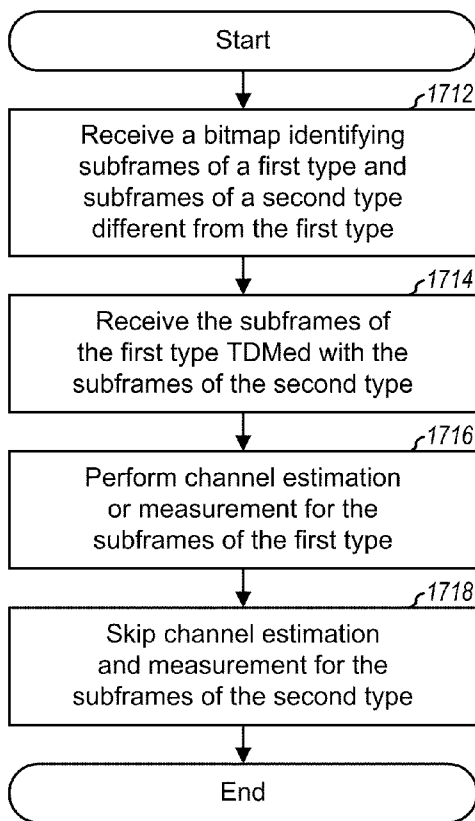 Start
1712
Receive a bitmap identifying
subframes of a first type and
subframes of a second type
different from the first type
1714
Receive the subframes of
the first type TDMed with the
subframes of the second type
1716
Perform channel estimation
or measurement for the
subframes of the first type
1718
Skip channel estimation
and measurement for the
subframes of the second type
End